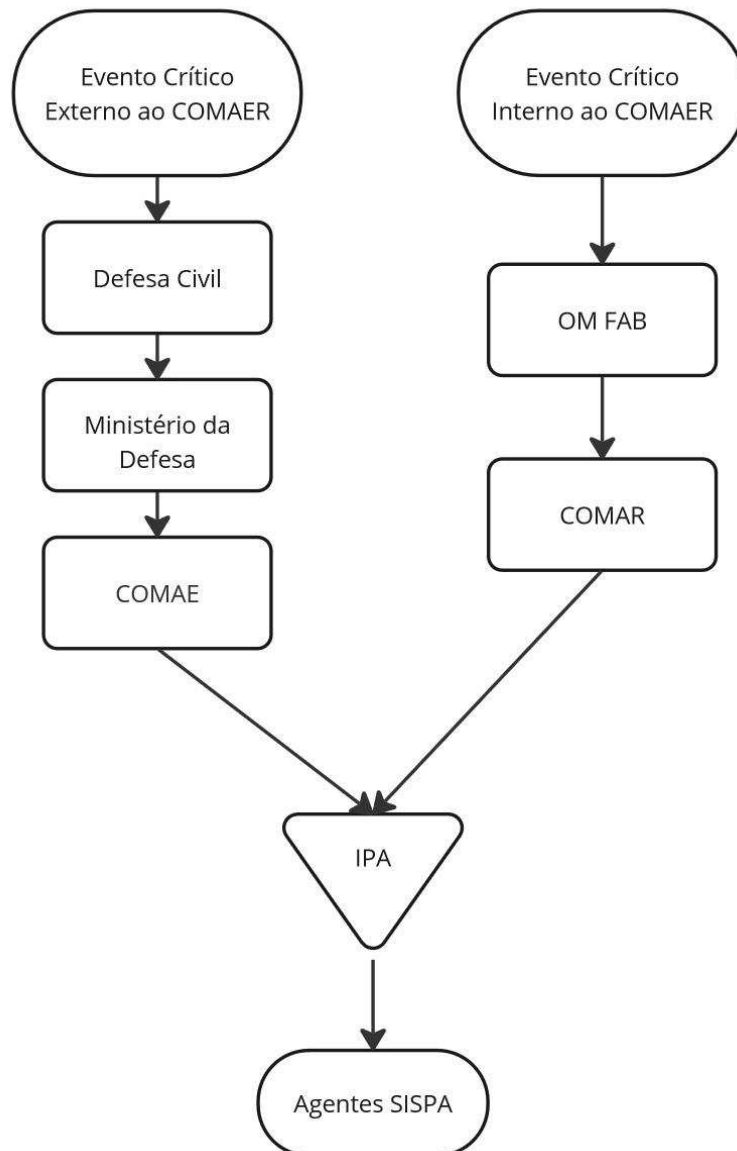 Evento Crítico
Externo ao COMAER
Defesa Civil
Ministério da
Defesa
COMAE
Evento Crítico
Interno ao COMAER
OM FAB
COMAR
IPA
Agentes SISPA